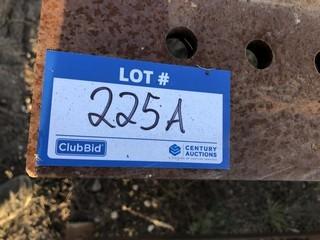 LOT #
225A
ClubBid
CENTURY
AUCTIONS